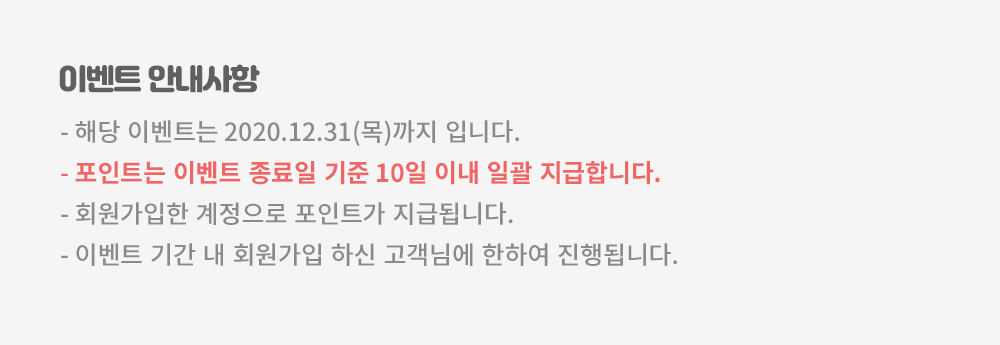 이벤트 안내사항
- 해당 이벤트는 2020.12.31(목)까지 입니다.
- 포인트는 이벤트 종료일 기준 10일 이내 일괄 지급합니다.
- 회원가입한 계정으로 포인트가 지급됩니다.
- 이벤트 기간 내 회원가입 하신 고객님에 한하여 진행됩니다.